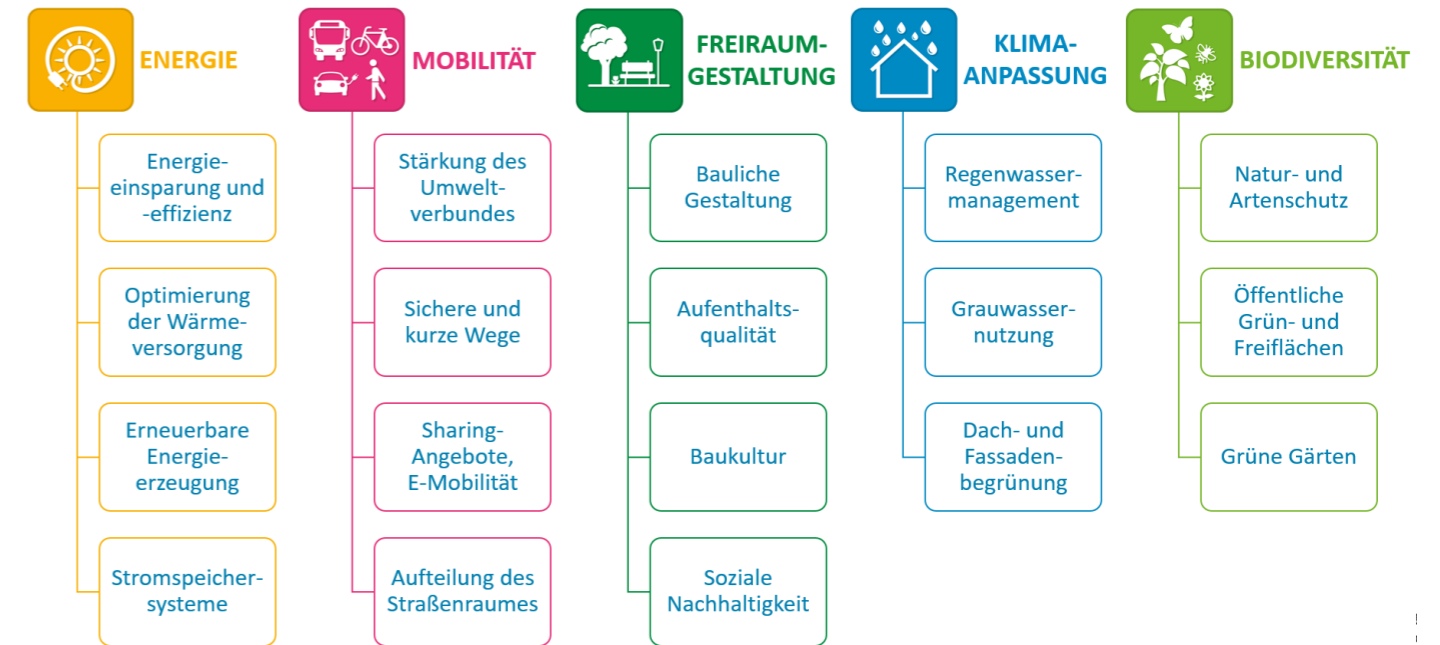 ENERGIE
Energie-
einsparung und
-effizienz
Optimierung
der Wärme-
versorgung
Erneuerbare
Energie-
erzeugung
Stromspeicher-
systeme
MOBILITÄT
Stärkung des
Umwelt-
verbundes
Sichere und
kurze Wege
Sharing-
Angebote,
E-Mobilität
Aufteilung des
Straßenraumes
FREIRAUM-
GESTALTUNG
Bauliche
Gestaltung
Aufenthalts-
qualität
Baukultur
Soziale
Nachhaltigkeit
KLIMA-
ANPASSUNG
Regenwasser-
management
Grauwasser-
nutzung
Dach- und
Fassaden-
begrünung
BIODIVERSITÄT
Natur- und
Artenschutz
Öffentliche
Grün- und
Freiflächen
Grüne Gärten